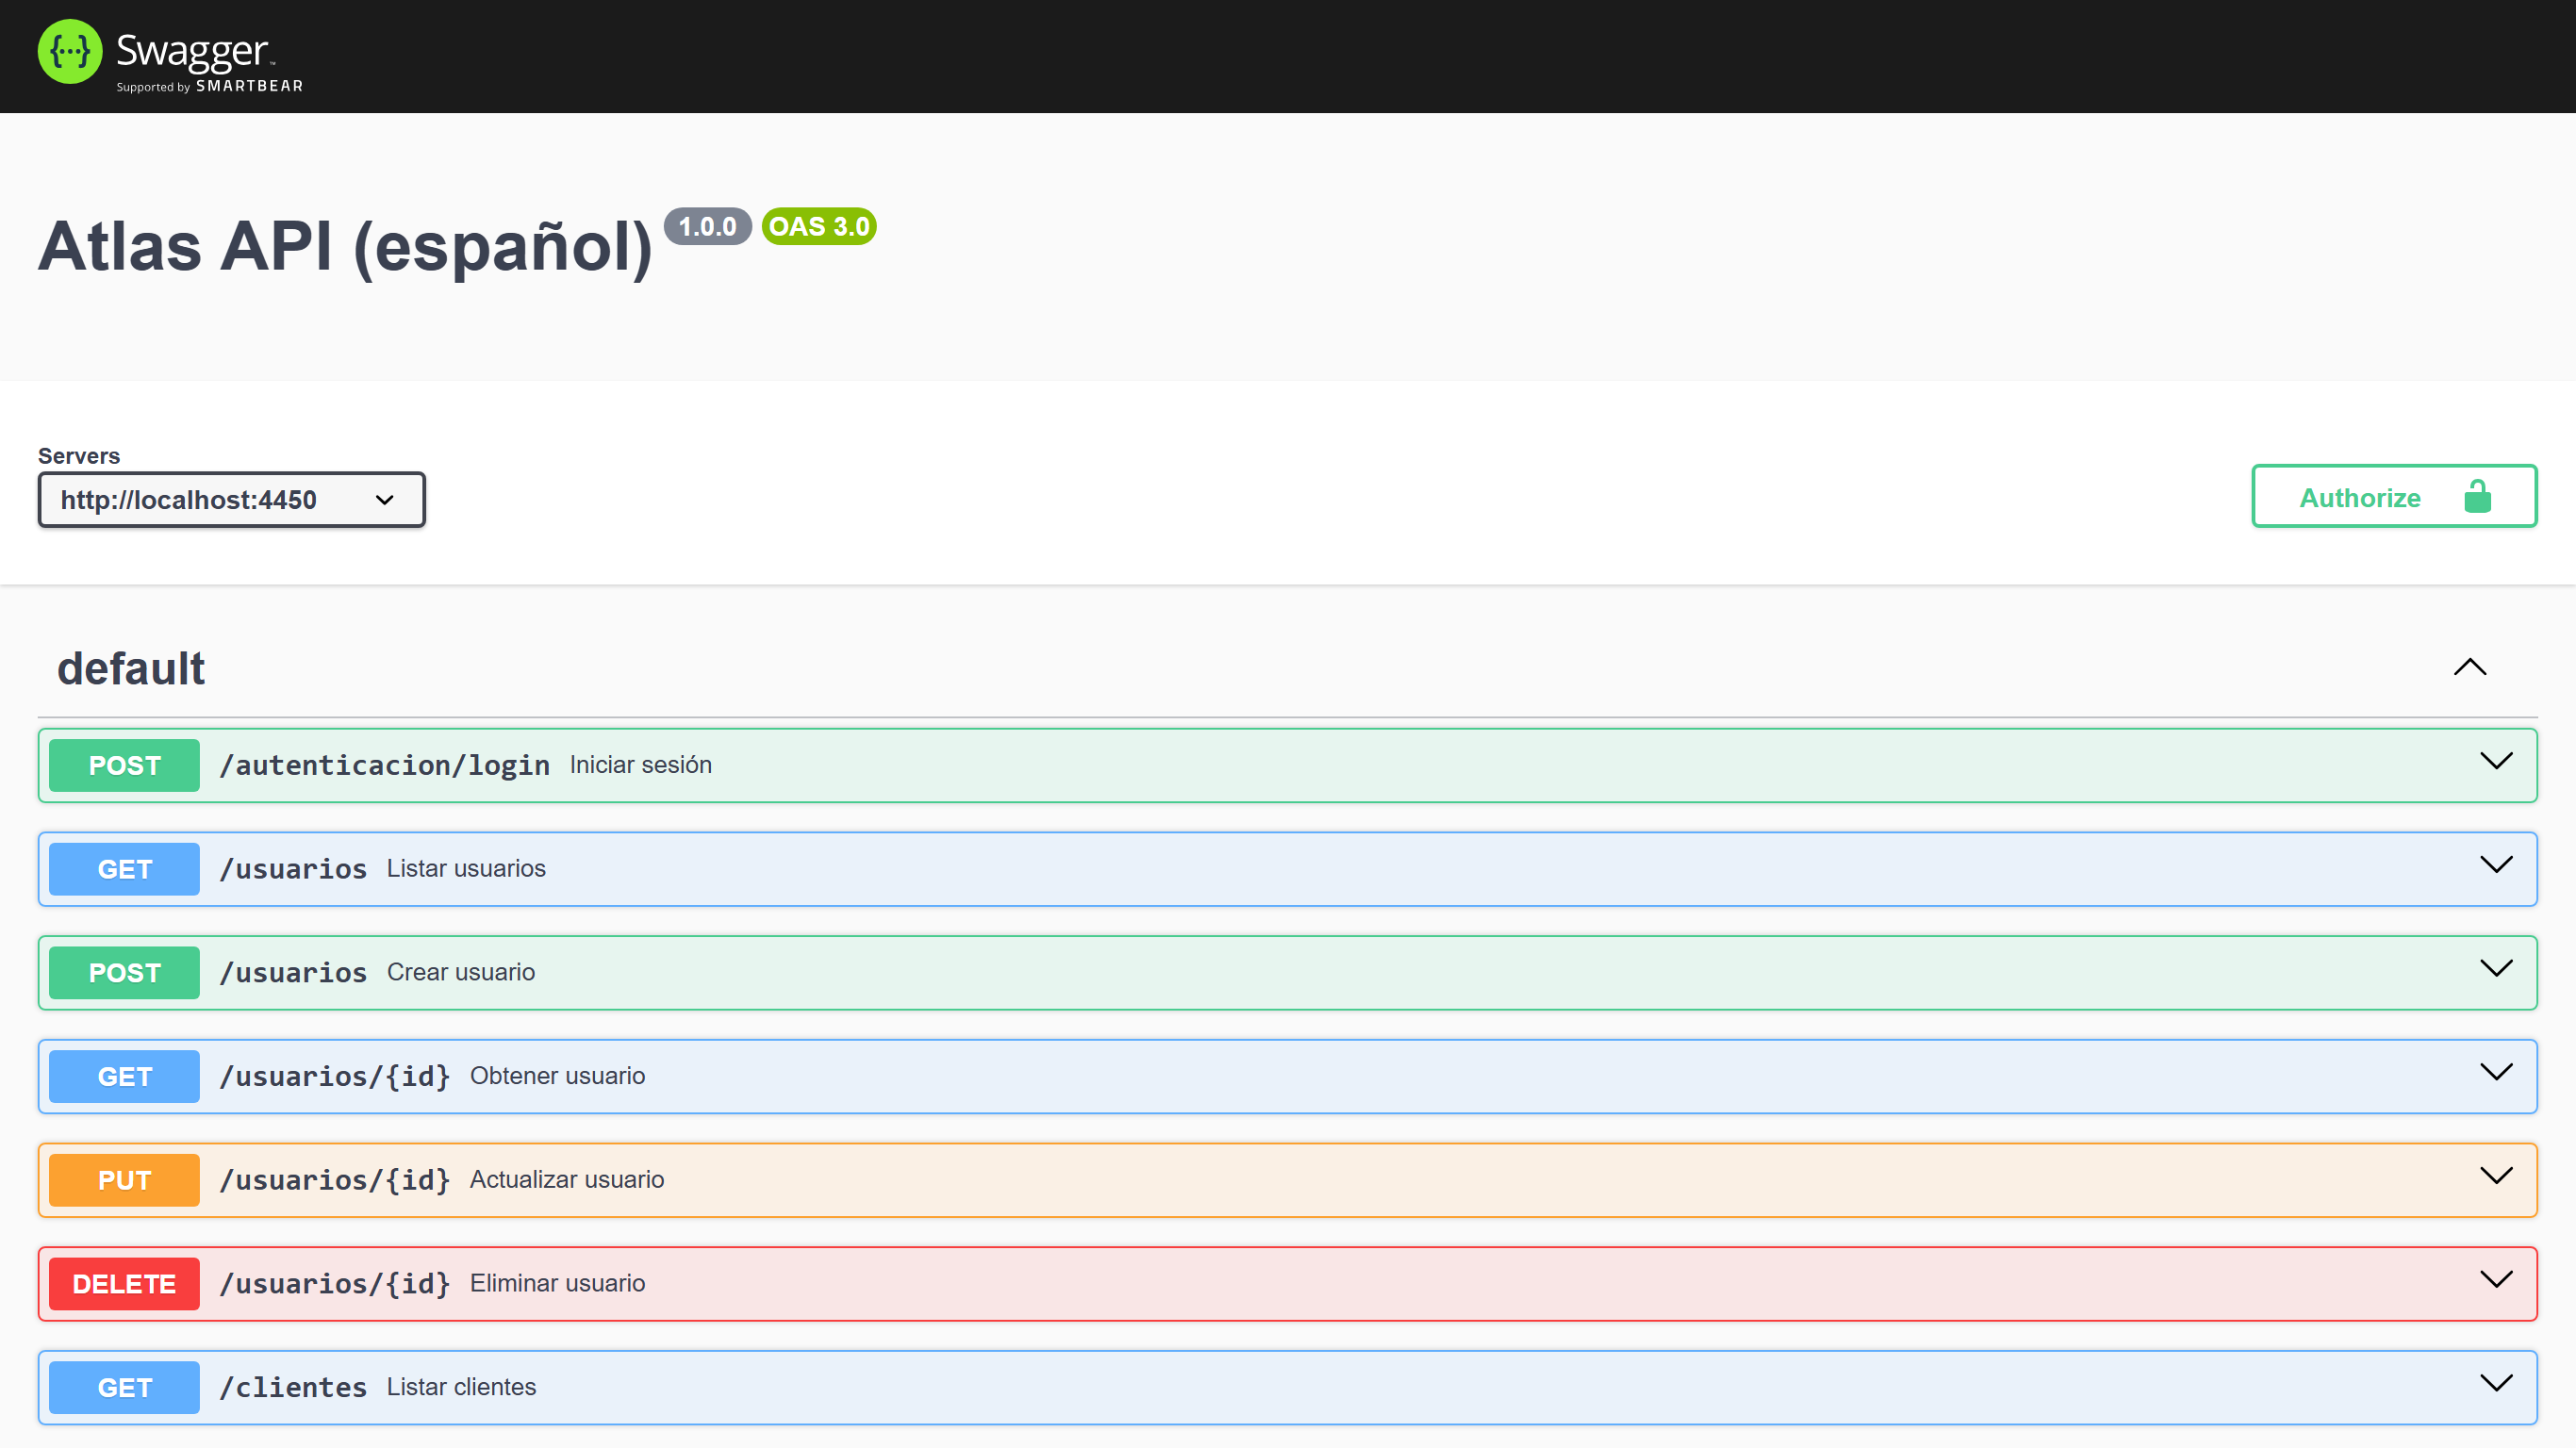 {···} Swagger™
Supported by SMARTBEAR
Atlas API (español) 1.0.0 OAS 3.0
Servers
http://localhost:4450
Authorize
default
POST /autenticacion/login Iniciar sesión
GET /usuarios Listar usuarios
POST /usuarios Crear usuario
GET /usuarios/{id} Obtener usuario
PUT /usuarios/{id} Actualizar usuario
DELETE /usuarios/{id} Eliminar usuario
GET /clientes Listar clientes